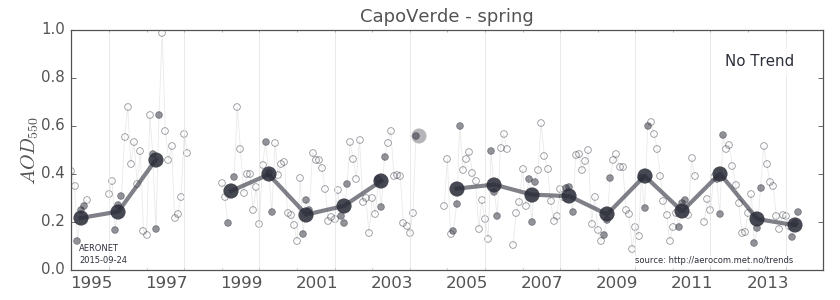 CapoVerde - spring
No Trend
AOD550
1.0
0.8
0.6
0.4
0.2
0.0
AERONET
2015-09-24
source: http://aerocom.met.no/trends
1995 1997 1999 2001 2003 2005 2007 2009 2011 2013